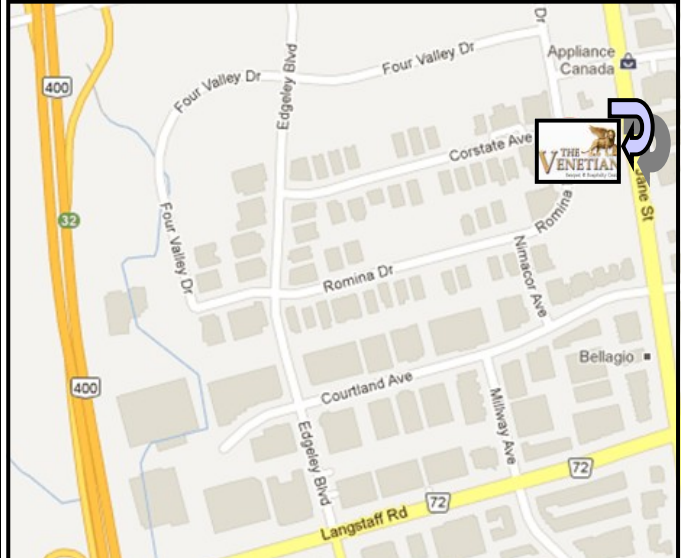 Dr
Appliance
Canada
400
Four Valley Dr
Four Valley Dr
Edgeley Blvd
Corstate Ave
THE
VENETIAN
Jane St
32
Four Valley Dr
Romina
Nimacor Ave
Romina Dr
Bellagio
400
Courtland Ave
Millway Ave
Edgeley Blvd
72
72
Langstaff Rd